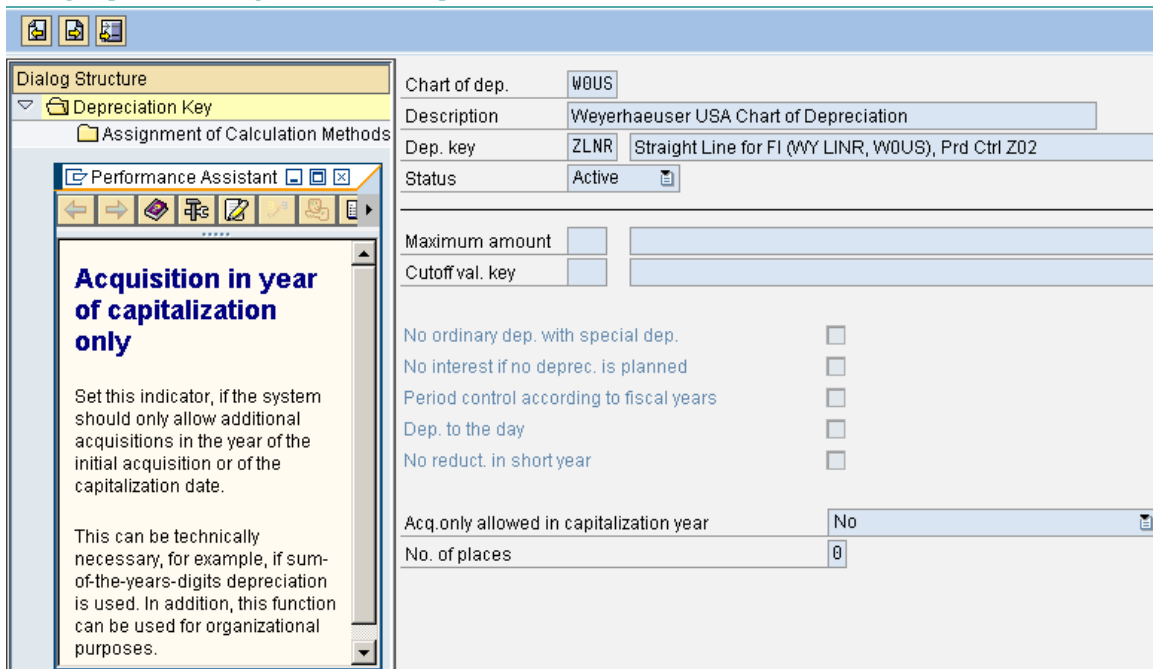 Dialog Structure
Depreciation Key
Assignment of Calculation Methods
Performance Assistant
Acquisition in year
of capitalization
only
Set this indicator, if the system
should only allow additional
acquisitions in the year of the
initial acquisition or of the
capitalization date.
This can be technically
necessary, for example, if sum-
of-the-years-digits depreciation
is used. In addition, this function
can be used for organizational
purposes.
Chart of dep. W0US
Description Weyerhaeuser USA Chart of Depreciation
Dep. key ZLNR Straight Line for FI (WY LINR, W0US), Prd Ctrl Z02
Status Active
Maximum amount
Cutoff val. key
No ordinary dep. with special dep.
No interest if no deprec. is planned
Period control according to fiscal years
Dep. to the day
No reduct. in short year
Acq.only allowed in capitalization year No
No. of places 0